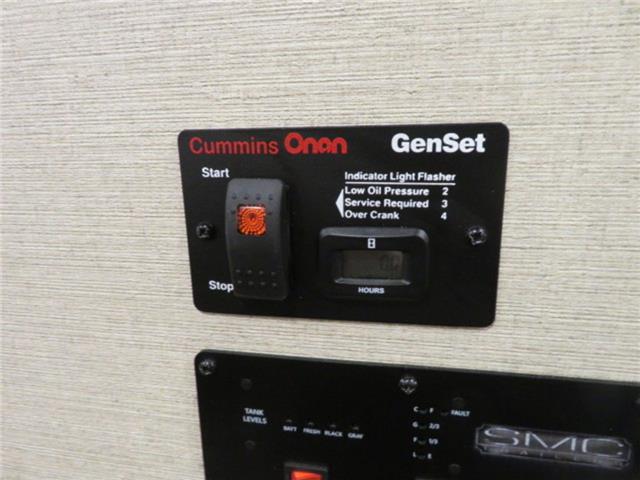 Cummins Onan GenSet
Start
Indicator Light Flasher
Low Oil Pressure 2
Service Required 3
Over Crank 4
Stop
HOURS
TANK LEVELS
BATT FRESH BLACK GRAY
C F FAULT
G 2/3
F 1/3
L E
SMC